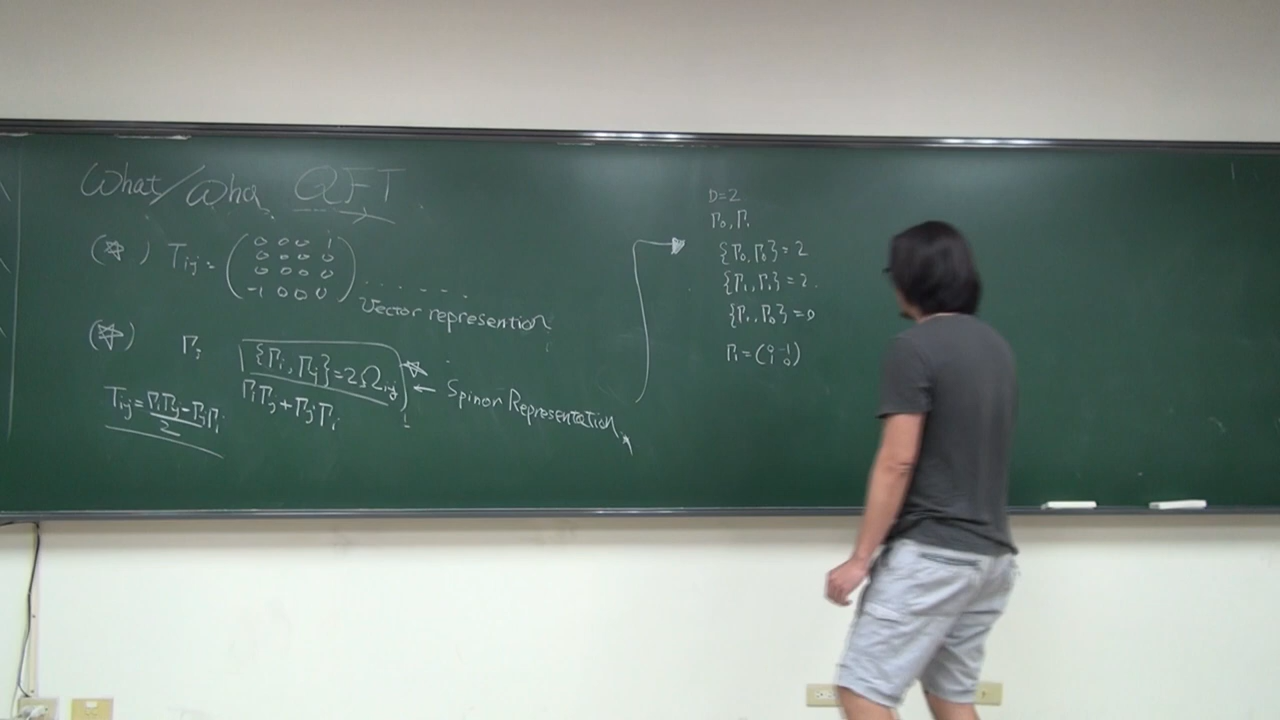 What/Wha QFT
(☆) Tij = ( 0 0 0 1
0 0 0 0
0 0 0 0
-1 0 0 0 )
........ Vector represention
(☆) Γi {Γi, Γj} = 2Ωij ☆ ← Spinor Representation
ΓiΓj + ΓjΓi
Tij = ΓiΓj - ΓjΓi / 2
D=2
Γ0, Γ1
{Γ0, Γ0} = 2
{Γ1, Γ1} = 2.
{Γ1, Γ0} = 0
Γ1 = ( 0 -1
1 0 )